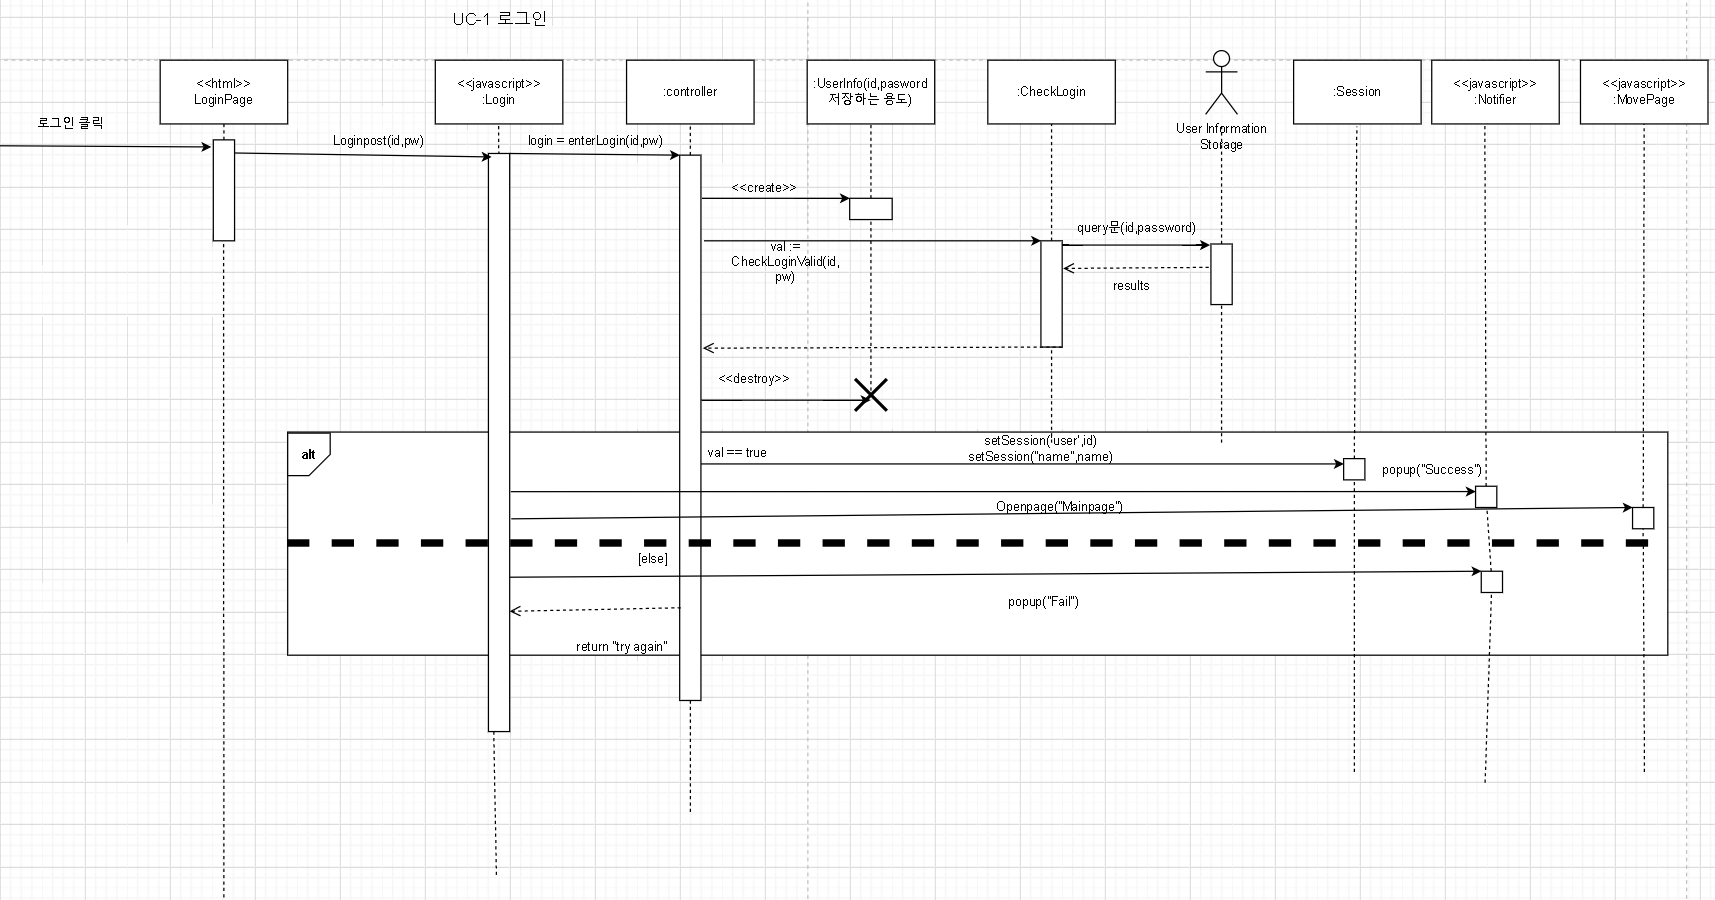 UC-1 로그인
<<html>>
LoginPage
<<javascript>>
:Login
:controller
:UserInfo(id,pasword
저장하는 용도)
:CheckLogin
User Information
Storage
:Session
<<javascript>>
:Notifier
<<javascript>>
:MovePage
로그인 클릭
Loginpost(id,pw)
login = enterLogin(id,pw)
<<create>>
val :=
CheckLoginValid(id,
pw)
query문(id,password)
results
<<destroy>>
alt
val == true
setSession('user',id)
setSession("name",name)
popup("Success")
Openpage("Mainpage")
[else]
popup("Fail")
return "try again"